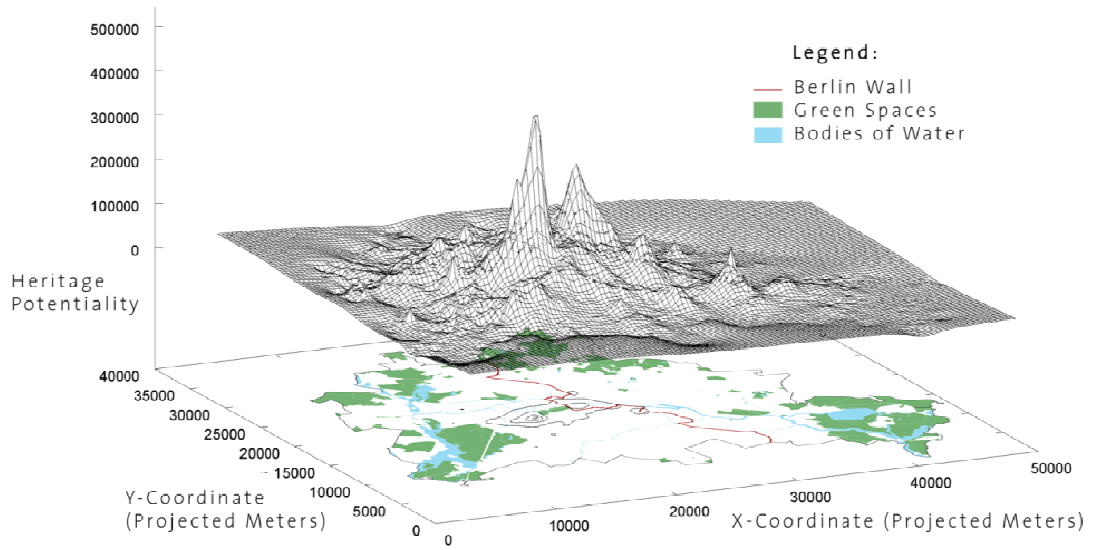 500000
400000
300000
200000
100000
0
Heritage
Potentiality
Legend:
Berlin Wall
Green Spaces
Bodies of Water
40000
35000
30000
25000
20000
15000
10000
5000
0
Y-Coordinate
(Projected Meters)
0
10000
20000
30000
40000
50000
X-Coordinate (Projected Meters)